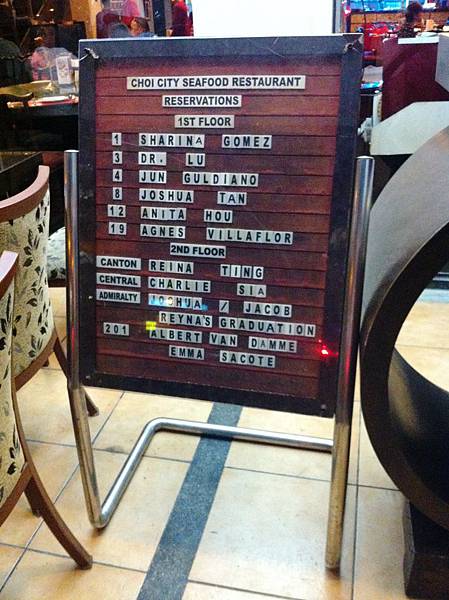 CHOI CITY SEAFOOD RESTAURANT
RESERVATIONS
1ST FLOOR
1 SHARINA GOMEZ
3 DR. LU
4 JUN GULDIANO
8 JOSHUA TAN
12 ANITA HOU
19 AGNES VILLAFLOR
2ND FLOOR
CANTON REINA TING
CENTRAL CHARLIE SIA
ADMIRALTY JOSHUA / JACOB
REYNA'S GRADUATION
201 ALBERT VAN DAMME
EMMA SACOTE